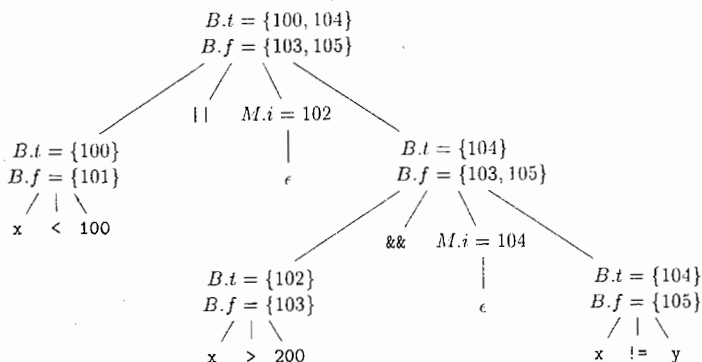 B.t = {100, 104}
B.f = {103, 105}
|| M.i = 102
B.t = {100}
B.f = {101}
ϵ
B.t = {104}
B.f = {103, 105}
x < 100
&& M.i = 104
B.t = {102}
B.f = {103}
ϵ
B.t = {104}
B.f = {105}
x > 200
x != y